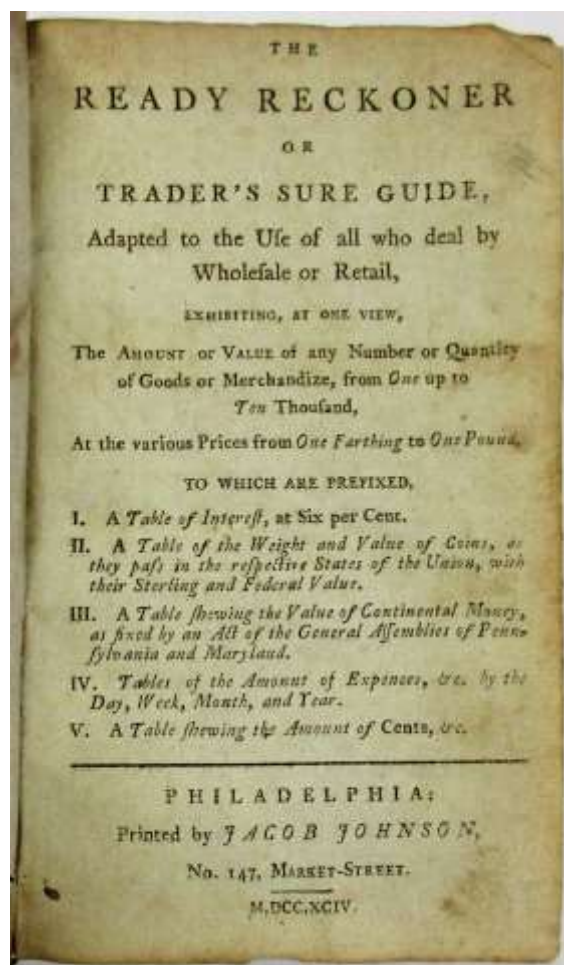 THE
READY RECKONER
OR
TRADER'S SURE GUIDE,
Adapted to the Uſe of all who deal by
Wholeſale or Retail,
EXHIBITING, AT ONE VIEW,
The AMOUNT or VALUE of any Number or Quantity
of Goods or Merchandize, from One up to
Ten Thouſand,
At the various Prices from One Farthing to One Pound.
TO WHICH ARE PREFIXED,
I. A Table of Intereſt, at Six per Cent.
II. A Table of the Weight and Value of Coins, as
they paſs in the reſpective States of the Union, with
their Sterling and Federal Value.
III. A Table ſhewing the Value of Continental Money,
as fixed by an Act of the General Aſſemblies of Penn-
ſylvania and Maryland.
IV. Tables of the Amount of Expences, &c. by the
Day, Week, Month, and Year.
V. A Table ſhewing the Amount of Cents, &c.
PHILADELPHIA:
Printed by JACOB JOHNSON,
No. 147, MARKET-STREET.
M,DCC,XCIV.